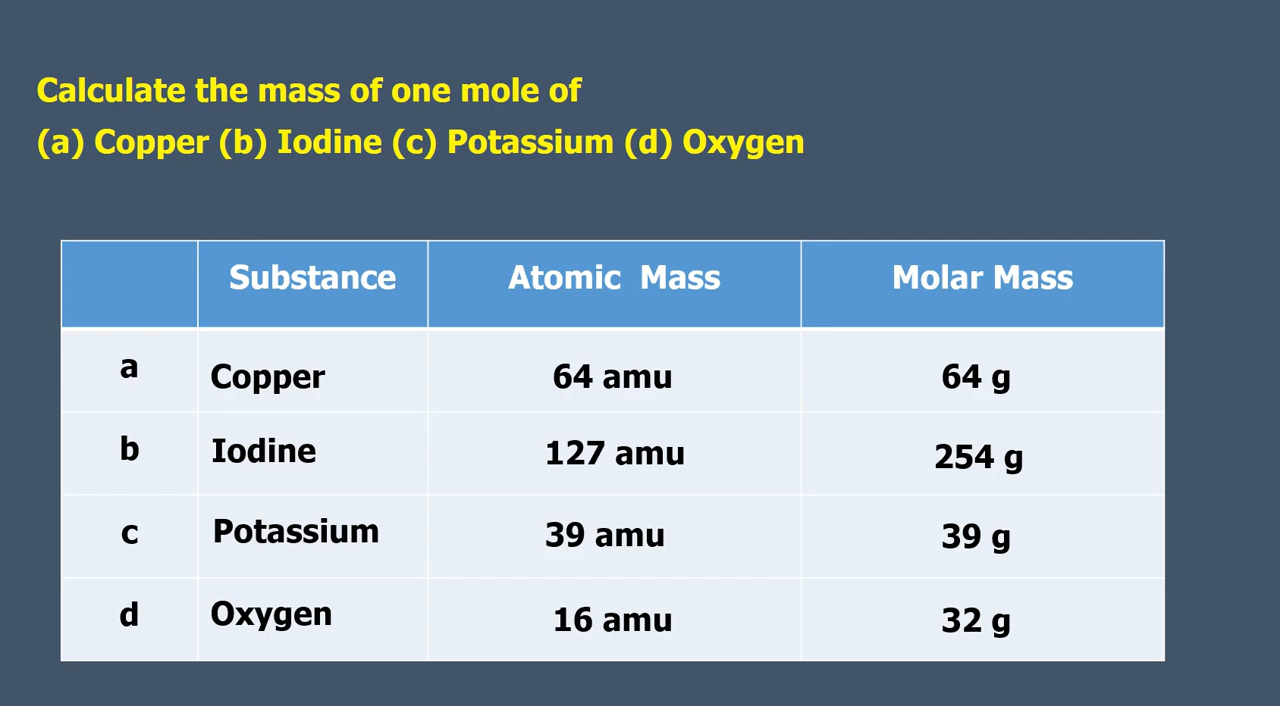 Calculate the mass of one mole of
(a) Copper (b) Iodine (c) Potassium (d) Oxygen
Substance Atomic Mass Molar Mass
a Copper 64 amu 64 g
b Iodine 127 amu 254 g
c Potassium 39 amu 39 g
d Oxygen 16 amu 32 g